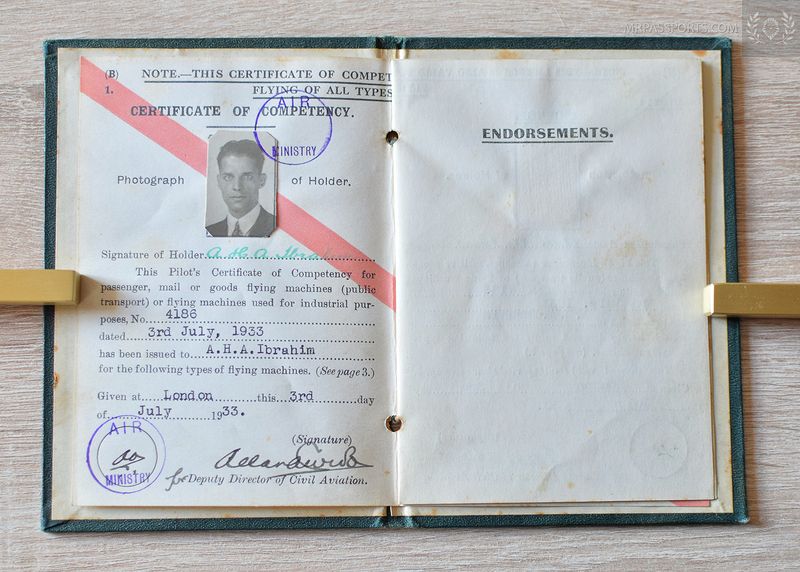 MRPASSPORTS.COM
(B) NOTE.—THIS CERTIFICATE OF COMPET
1. FLYING OF ALL TYPES
CERTIFICATE OF COMPETENCY.
AIR
MINISTRY
Photograph of Holder.
Signature of Holder A H A Ibra
This Pilot's Certificate of Competency for
passenger, mail or goods flying machines (public
transport) or flying machines used for industrial pur-
poses, No. 4186
dated 3rd July, 1933
has been issued to A.H.A.Ibrahim
for the following types of flying machines. (See page 3.)
Given at London this 3rd day
of July 1933.
AIR
MINISTRY
(Signature)
for Deputy Director of Civil Aviation.
ENDORSEMENTS.